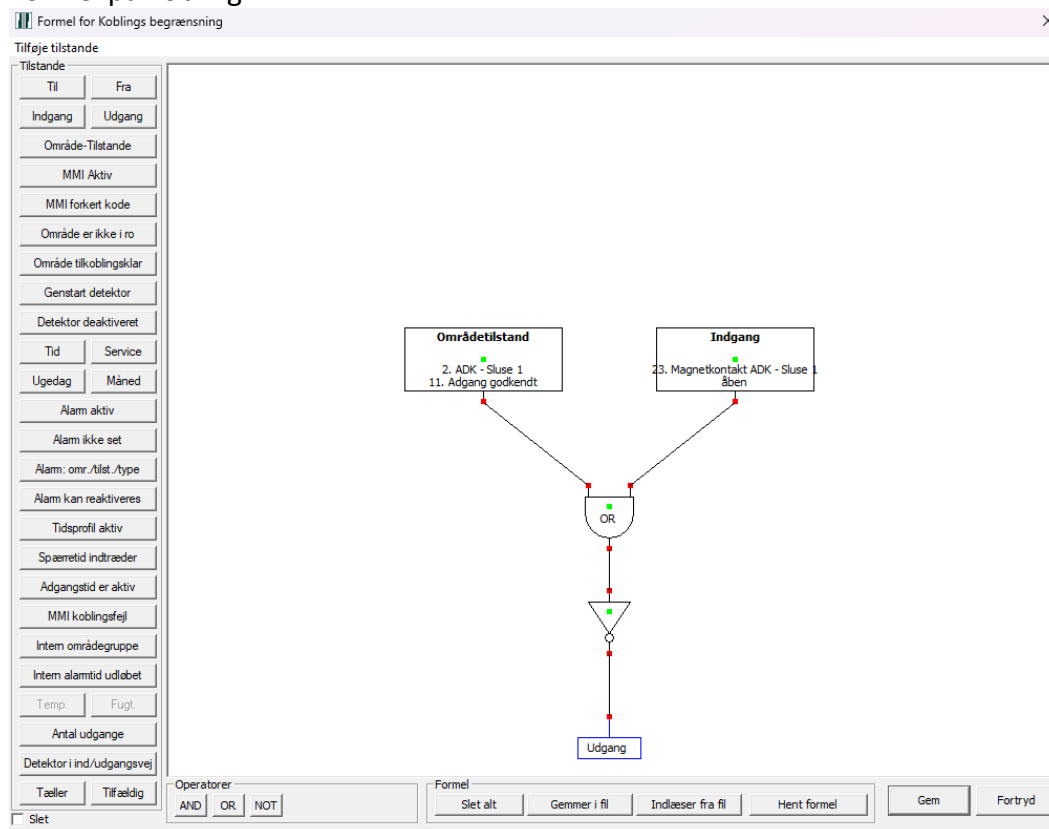 Formel for Koblings begrænsning
Tilføje tilstande
Tilstande
Til Fra
Indgang Udgang
Område-Tilstande
MMI Aktiv
MMI forkert kode
Område er ikke i ro
Område tilkoblingsklar
Genstart detektor
Detektor deaktiveret
Tid Service
Ugedag Måned
Alarm aktiv
Alarm ikke set
Alarm: omr./tilst./type
Alarm kan reaktiveres
Tidsprofil aktiv
Spærretid indtræder
Adgangstid er aktiv
MMI koblingsfejl
Intern områdegruppe
Intern alarmtid udløbet
Temp. Fugt.
Antal udgange
Detektor i ind/udgangsvej
Tæller Tilfældig
Slet
Områdetilstand
2. ADK - Sluse 1
11. Adgang godkendt
Indgang
23. Magnetkontakt ADK - Sluse 1
åben
OR
Udgang
Operatorer
AND OR NOT
Formel
Slet alt Gemmer i fil Indlæser fra fil Hent formel
Gem Fortryd